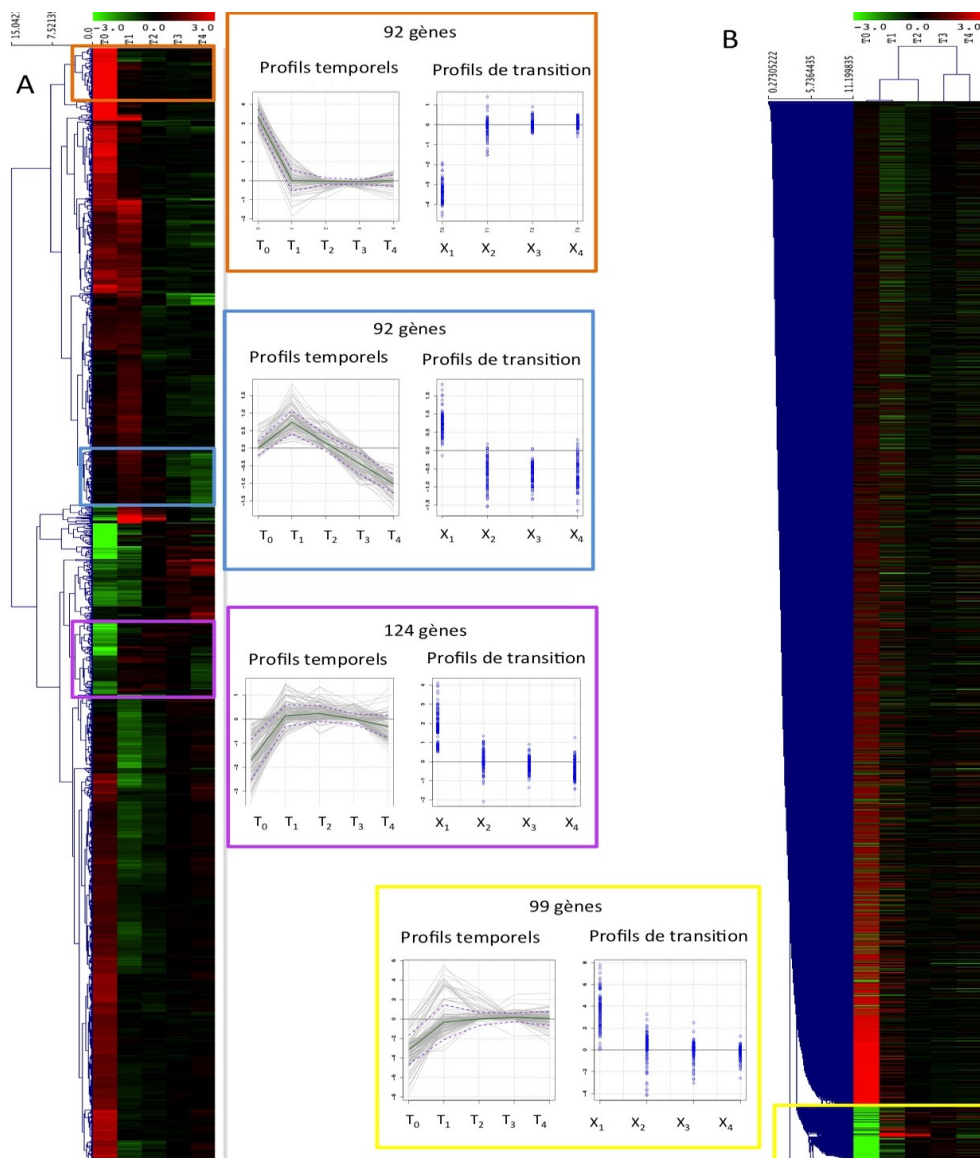 15.042
7.52135
0.0
-3.0 0.0 3.0
T0 T1 T2 T3 T4
A
92 gènes
Profils temporels Profils de transition
T0 T1 T2 T3 T4
X1 X2 X3 X4
92 gènes
Profils temporels Profils de transition
T0 T1 T2 T3 T4
X1 X2 X3 X4
124 gènes
Profils temporels Profils de transition
T0 T1 T2 T3 T4
X1 X2 X3 X4
99 gènes
Profils temporels Profils de transition
T0 T1 T2 T3 T4
X1 X2 X3 X4
B
0.27305222
5.7364435
11.199835
-3.0 0.0 3.0
T0 T1 T2 T3 T4